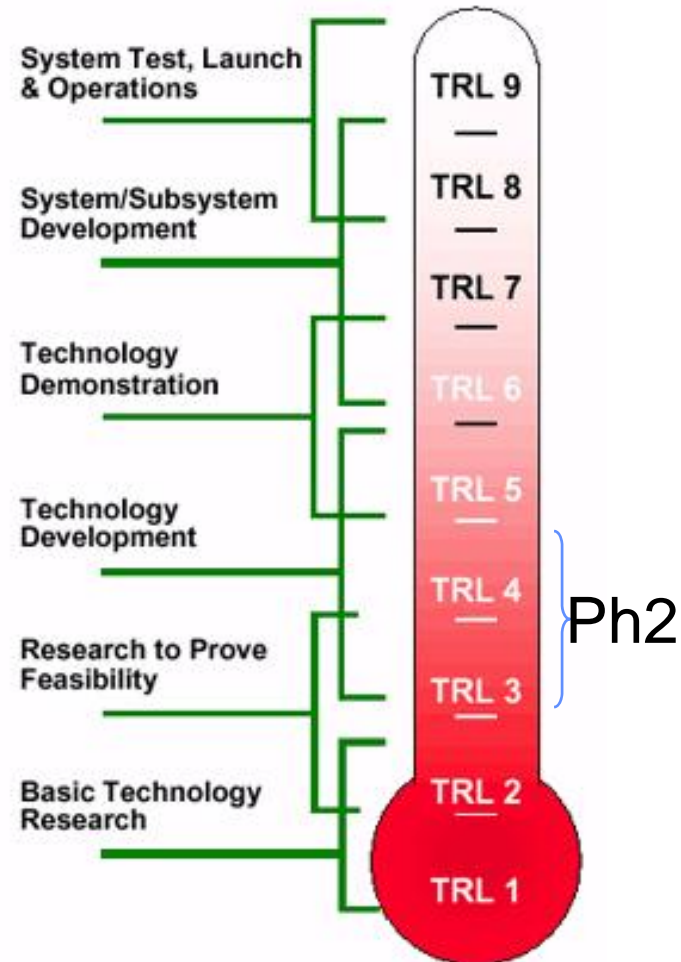 System Test, Launch
& Operations
TRL 9
TRL 8
System/Subsystem
Development
TRL 7
Technology
Demonstration
TRL 6
TRL 5
Technology
Development
TRL 4
Ph2
Research to Prove
Feasibility
TRL 3
Basic Technology
Research
TRL 2
TRL 1